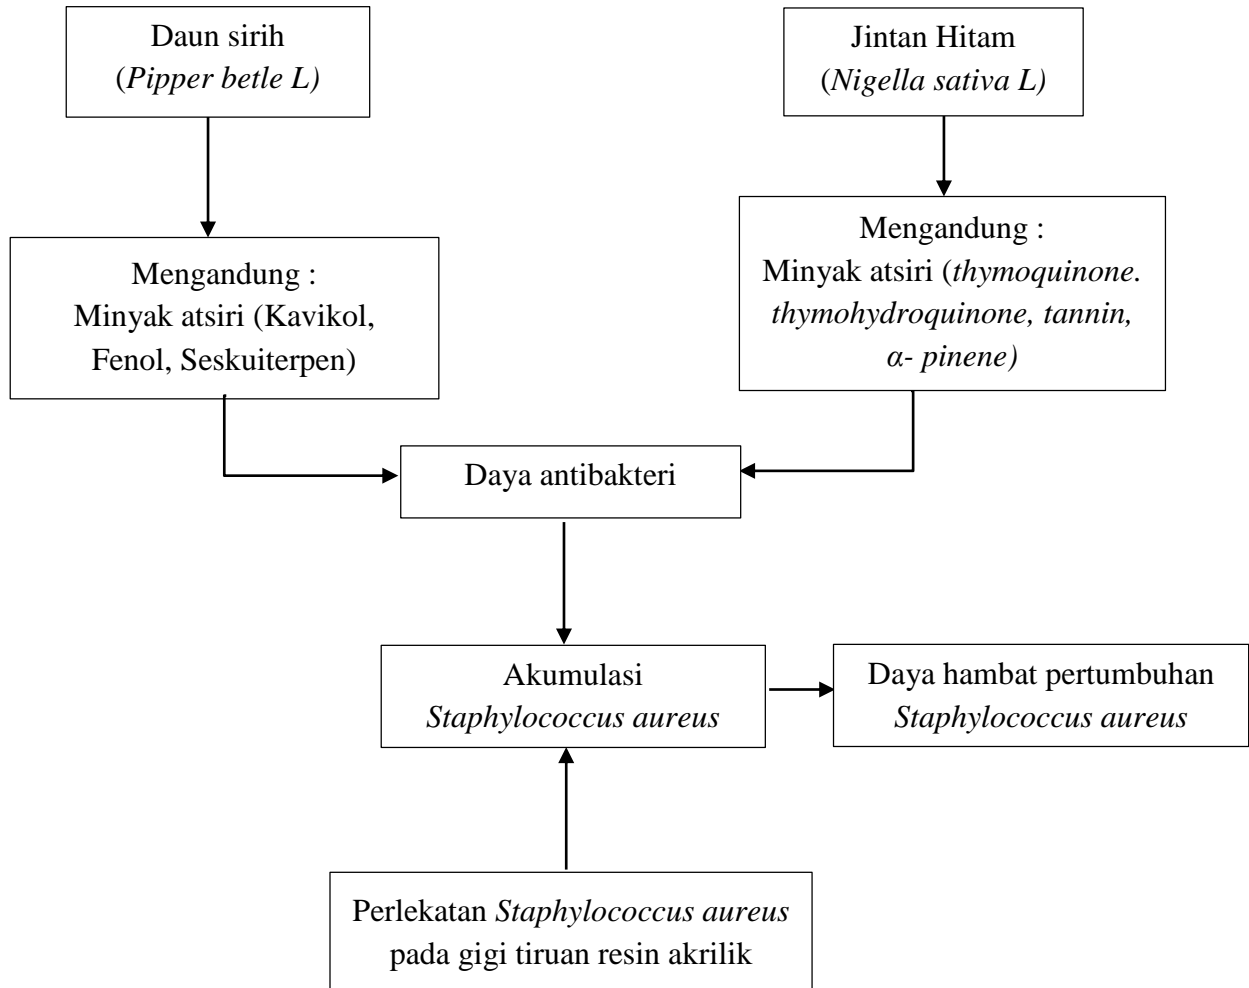 Daun sirih
(Pipper betle L)
Jintan Hitam
(Nigella sativa L)
Mengandung :
Minyak atsiri (Kavikol,
Fenol, Seskuiterpen)
Mengandung :
Minyak atsiri (thymoquinone.
thymohydroquinone, tannin,
α- pinene)
Daya antibakteri
Akumulasi
Staphylococcus aureus
Daya hambat pertumbuhan
Staphylococcus aureus
Perlekatan Staphylococcus aureus
pada gigi tiruan resin akrilik